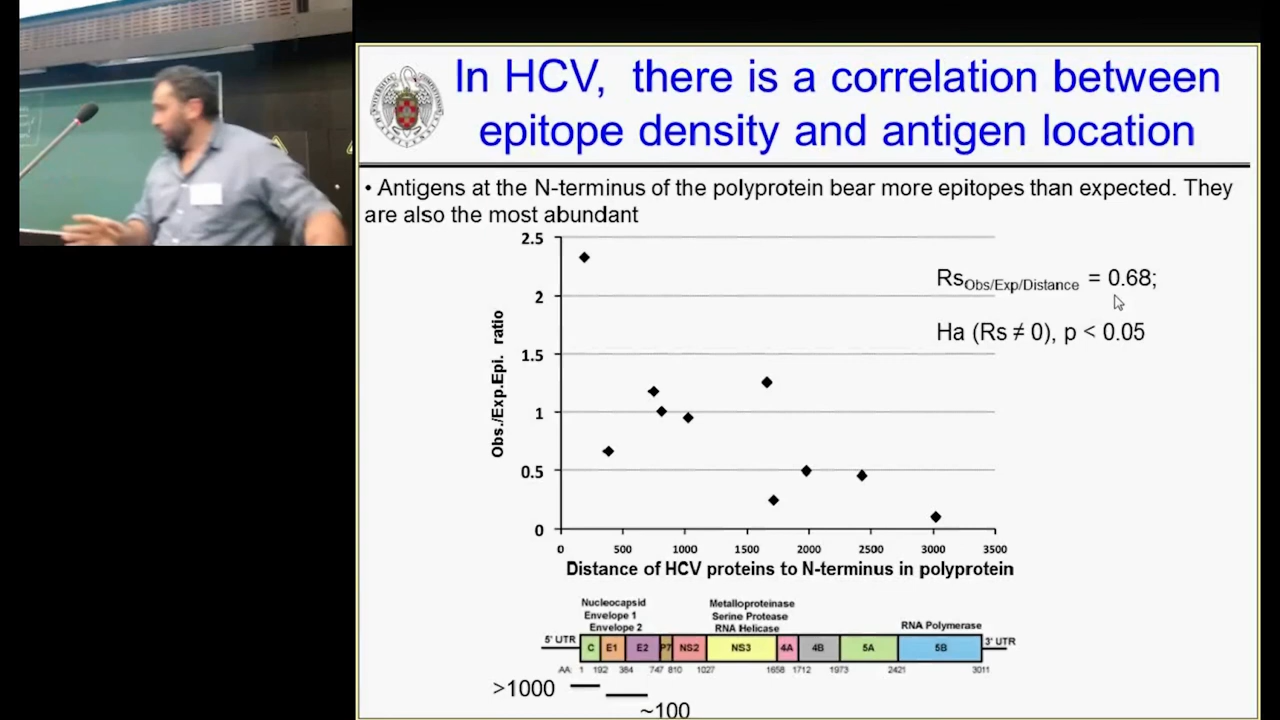 In HCV, there is a correlation between
epitope density and antigen location
• Antigens at the N-terminus of the polyprotein bear more epitopes than expected. They
are also the most abundant
2.5
2
1.5
1
0.5
0
Obs./Exp.Epi. ratio
Rs Obs/Exp/Distance = 0.68;
Ha (Rs ≠ 0), p < 0.05
0 500 1000 1500 2000 2500 3000 3500
Distance of HCV proteins to N-terminus in polyprotein
Nucleocapsid
Envelope 1
Envelope 2
Metalloproteinase
Serine Protease
RNA Helicase
RNA Polymerase
5' UTR C E1 E2 P7 NS2 NS3 4A 4B 5A 5B 3' UTR
AA: 1 192 384 747 810 1027 1658 1712 1973 2421 3011
>1000
~100